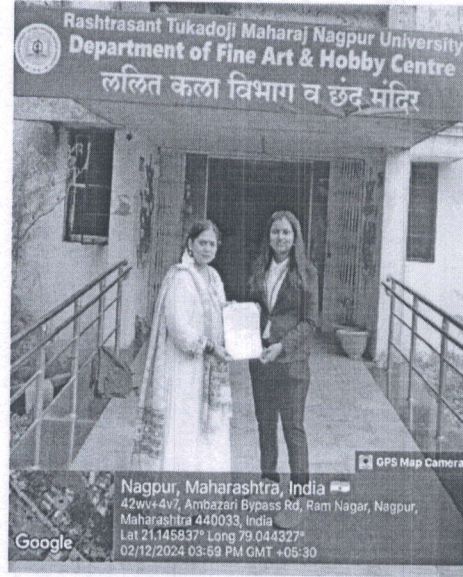 Rashtrasant Tukadoji Maharaj Nagpur University
Department of Fine Art & Hobby Centre
ललित कला विभाग व छंद मंदिर
GPS Map Camera
Nagpur, Maharashtra, India
42wv+4v7, Ambazari Bypass Rd, Ram Nagar, Nagpur,
Maharashtra 440033, India
Lat 21.145837° Long 79.044327°
02/12/2024 03:59 PM GMT +05:30
Google